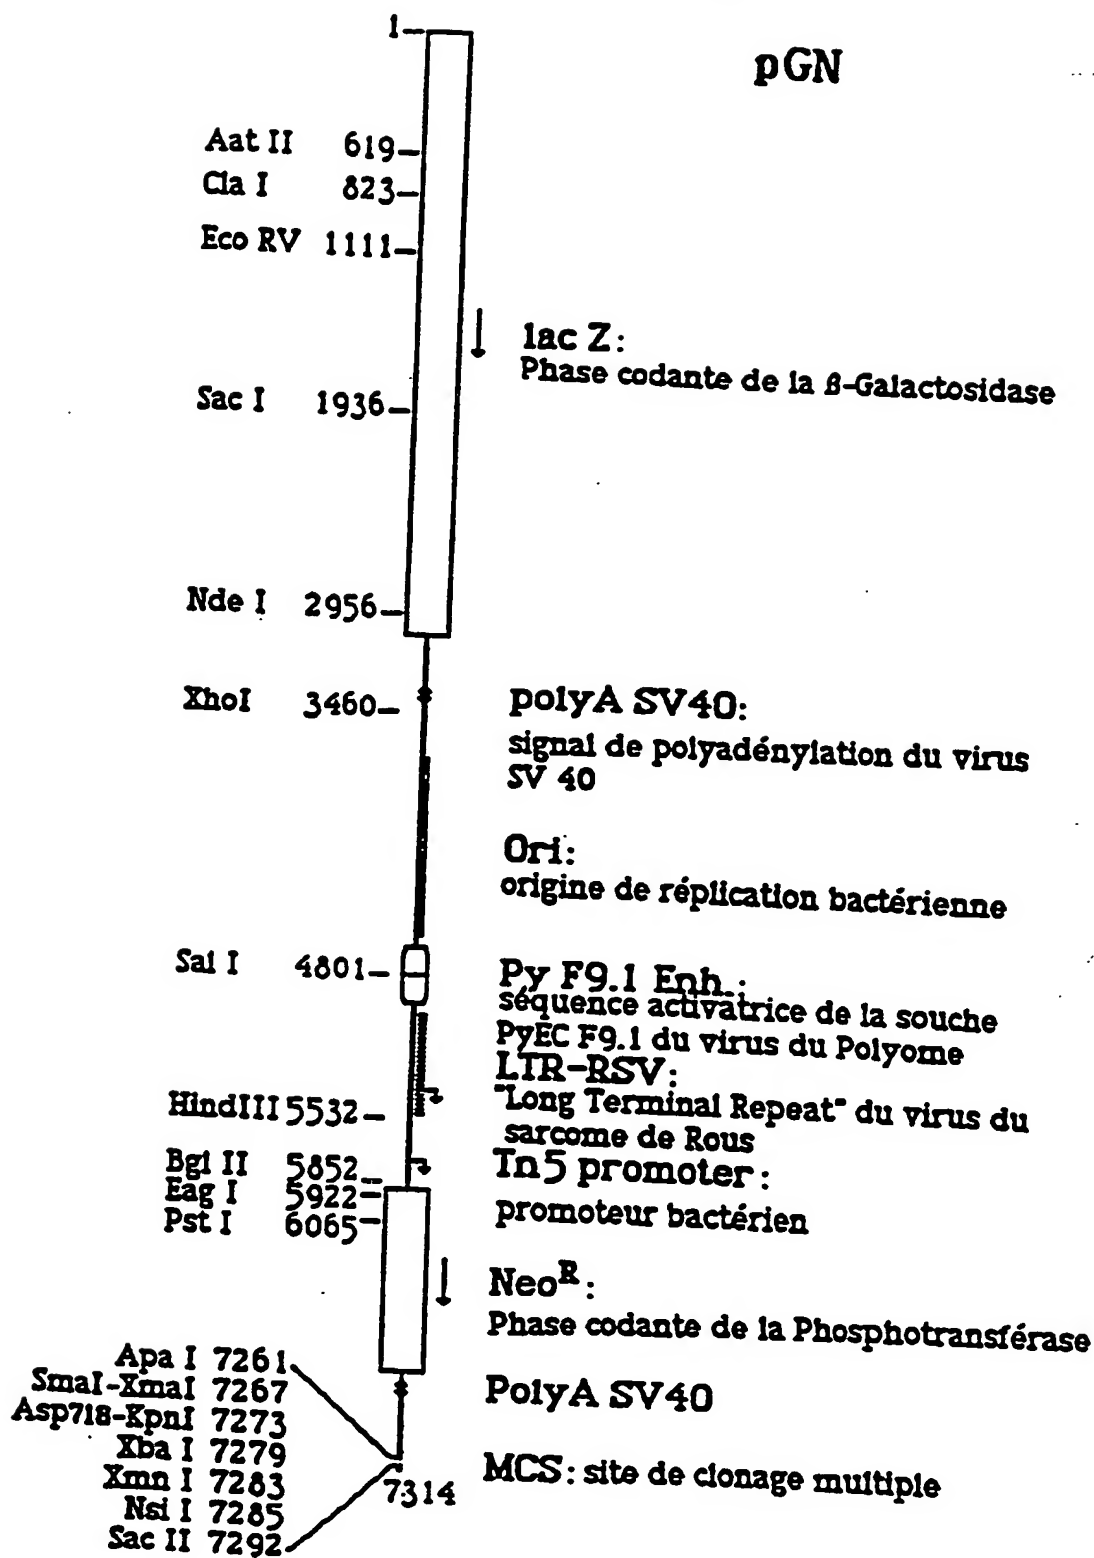 1
pGN
Aat II 619
Cla I 823
Eco RV 1111
lac Z:
Phase codante de la β-Galactosidase
Sac I 1936
Nde I 2956
XhoI 3460
polyA SV40:
signal de polyadénylation du virus
SV 40
Ori:
origine de réplication bactérienne
Sal I 4801
Py F9.1 Enh.:
séquence activatrice de la souche
PyEC F9.1 du virus du Polyome
LTR-RSV:
"Long Terminal Repeat" du virus du
sarcome de Rous
HindIII 5532
Bgl II 5852
Eag I 5922
Pst I 6065
Tn5 promoter:
promoteur bactérien
Neo^R:
Phase codante de la Phosphotransférase
Apa I 7261
SmaI-XmaI 7267
Asp718-KpnI 7273
Xba I 7279
Xmn I 7283
Nsi I 7285
Sac II 7292
PolyA SV40
7314
MCS: site de clonage multiple